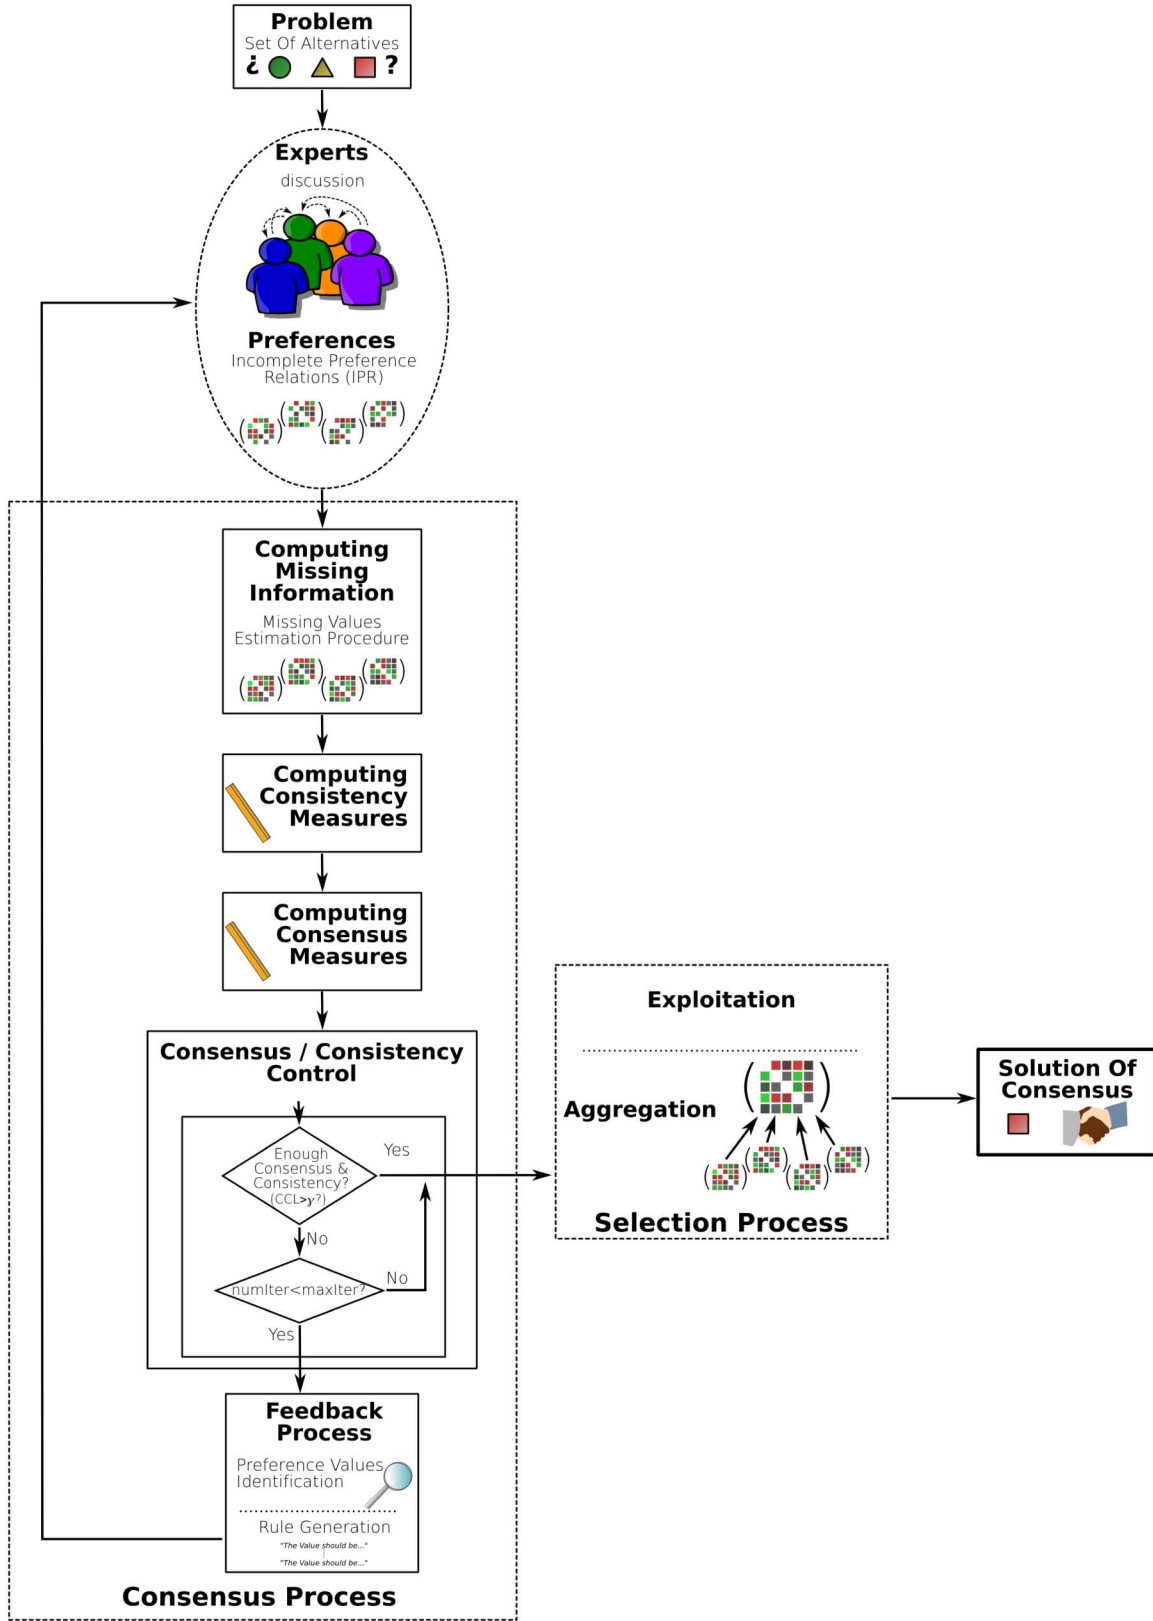 Problem
Set Of Alternatives
¿ ?
Experts
discussion
Preferences
Incomplete Preference
Relations (IPR)
Computing
Missing
Information
Missing Values
Estimation Procedure
Computing
Consistency
Measures
Computing
Consensus
Measures
Consensus / Consistency
Control
Enough
Consensus &
Consistency?
(CCL>γ?)
Yes
No
numIter<maxIter?
No
Yes
Feedback
Process
Preference Values
Identification
Rule Generation
"The Value should be..."
"The Value should be..."
Consensus Process
Exploitation
Aggregation
Selection Process
Solution Of
Consensus